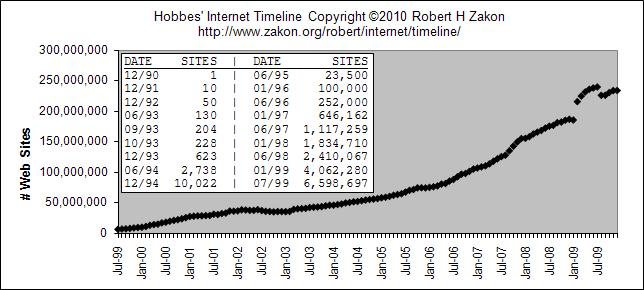 Hobbes' Internet Timeline Copyright ©2010 Robert H Zakon
http://www.zakon.org/robert/internet/timeline/
# Web Sites
300,000,000
250,000,000
200,000,000
150,000,000
100,000,000
50,000,000
0
DATE SITES | DATE SITES
12/90 1 | 06/95 23,500
12/91 10 | 01/96 100,000
12/92 50 | 06/96 252,000
06/93 130 | 01/97 646,162
09/93 204 | 06/97 1,117,259
10/93 228 | 01/98 1,834,710
12/93 623 | 06/98 2,410,067
06/94 2,738 | 01/99 4,062,280
12/94 10,022 | 07/99 6,598,697
Jul-99
Jan-00
Jul-00
Jan-01
Jul-01
Jan-02
Jul-02
Jan-03
Jul-03
Jan-04
Jul-04
Jan-05
Jul-05
Jan-06
Jul-06
Jan-07
Jul-07
Jan-08
Jul-08
Jan-09
Jul-09